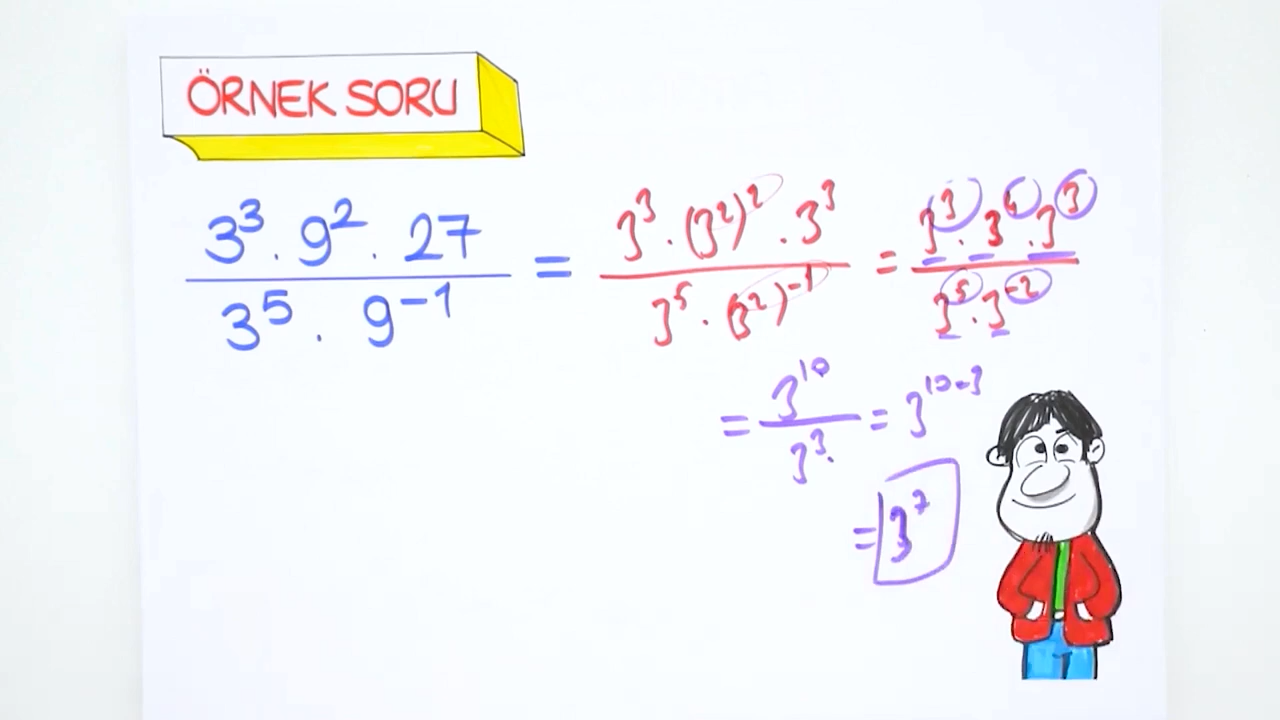 ÖRNEK SORU
3³ . 9² . 27 / 3⁵ . 9⁻¹ = 3³ . (3²)² . 3³ / 3⁵ . (3²)⁻¹ = 3³ . 3⁴ . 3³ / 3⁵ . 3⁻²
= 3¹⁰ / 3³ = 3¹⁰⁻³
= 3⁷